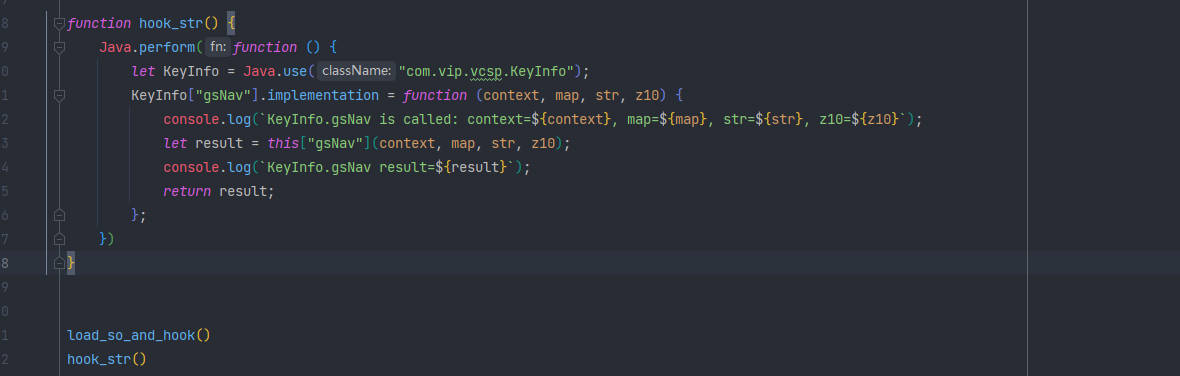 8 function hook_str() {
9 Java.perform( fn: function () {
0 let KeyInfo = Java.use( className: "com.vip.vcsp.KeyInfo");
1 KeyInfo["gsNav"].implementation = function (context, map, str, z10) {
2 console.log(`KeyInfo.gsNav is called: context=${context}, map=${map}, str=${str}, z10=${z10}`);
3 let result = this["gsNav"](context, map, str, z10);
4 console.log(`KeyInfo.gsNav result=${result}`);
5 return result;
6 };
7 })
8 }
9
0
1 load_so_and_hook()
2 hook_str()